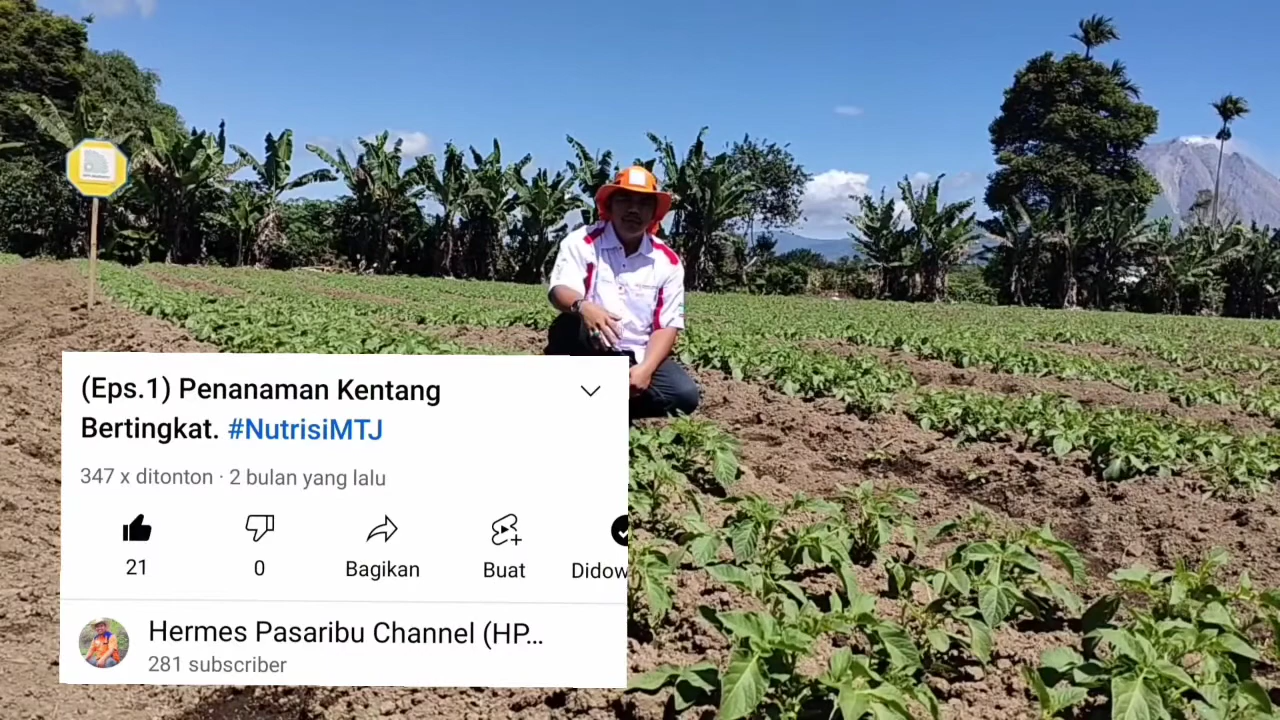 (Eps.1) Penanaman Kentang
Bertingkat. #NutrisiMTJ
347 x ditonton · 2 bulan yang lalu
21
0
Bagikan
Buat
Didow
Hermes Pasaribu Channel (HP...
281 subscriber